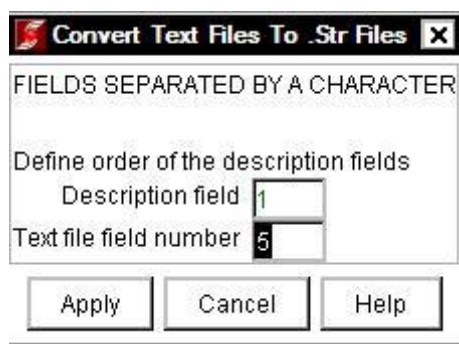 Convert Text Files To .Str Files
FIELDS SEPARATED BY A CHARACTER
Define order of the description fields
Description field 1
Text file field number 5
Apply Cancel Help